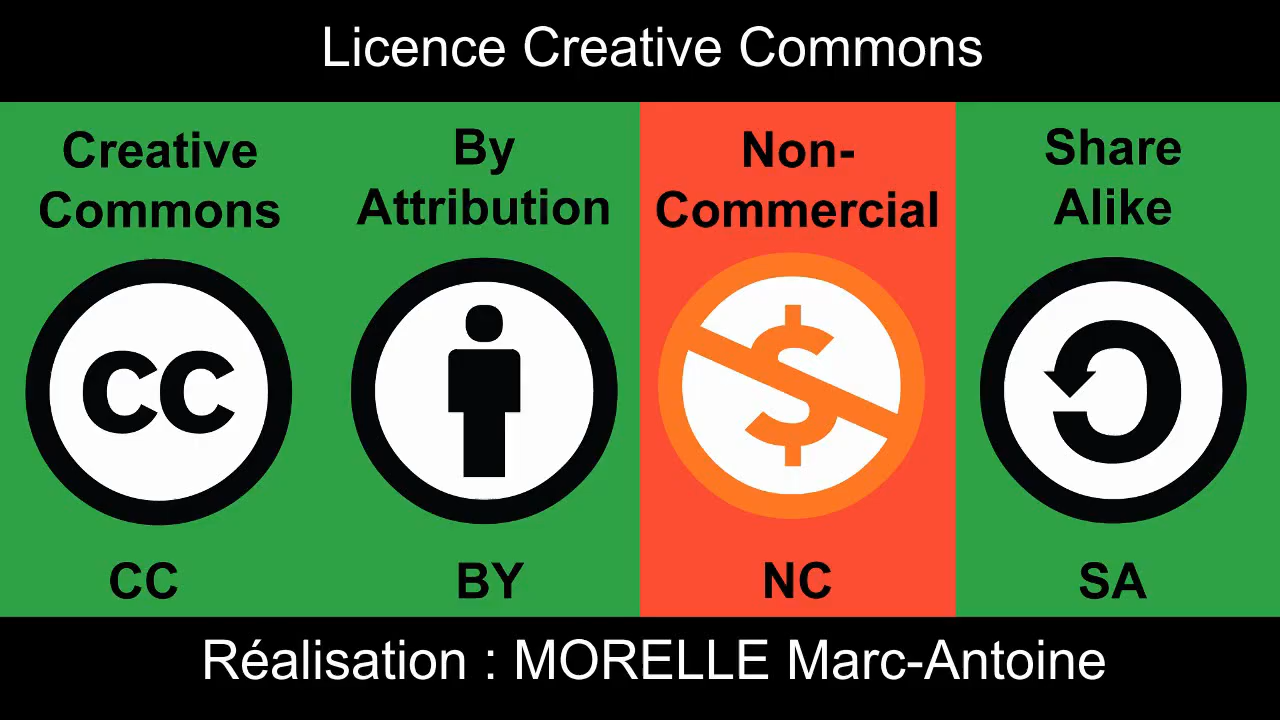 Licence Creative Commons
Creative
Commons
By
Attribution
Non-
Commercial
Share
Alike
cc
$
CC
BY
NC
SA
Réalisation : MORELLE Marc-Antoine